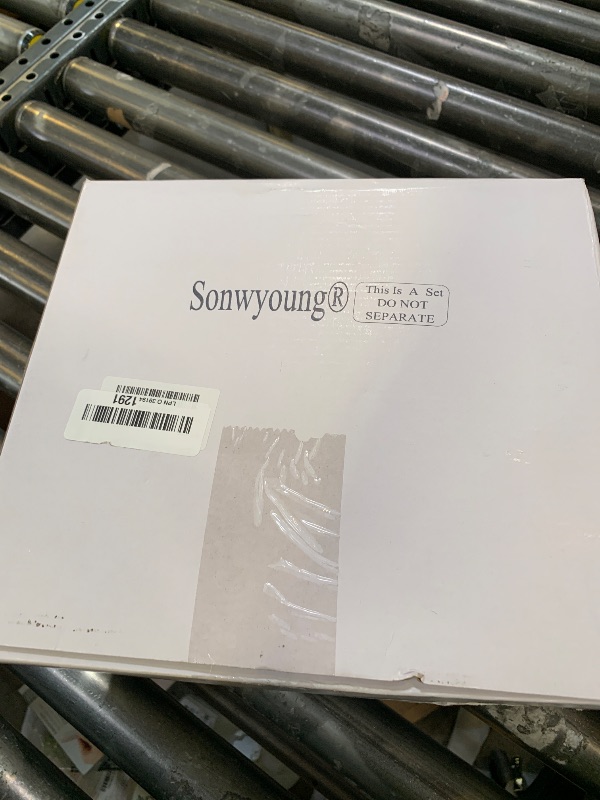 Sonwyoung®
This Is A Set
DO NOT
SEPARATE
1291